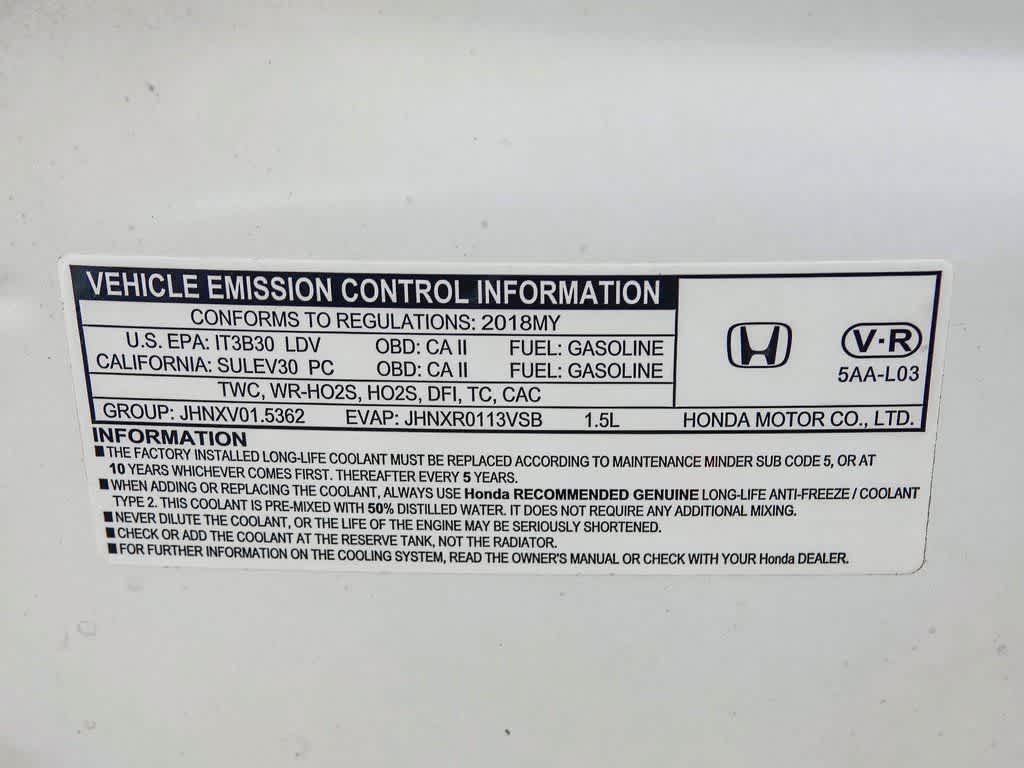 VEHICLE EMISSION CONTROL INFORMATION
CONFORMS TO REGULATIONS: 2018MY
U.S. EPA: IT3B30 LDV OBD: CA II FUEL: GASOLINE
CALIFORNIA: SULEV30 PC OBD: CA II FUEL: GASOLINE
TWC, WR-HO2S, HO2S, DFI, TC, CAC
GROUP: JHNXV01.5362 EVAP: JHNXR0113VSB 1.5L
V·R
5AA-L03
HONDA MOTOR CO., LTD.
INFORMATION
■THE FACTORY INSTALLED LONG-LIFE COOLANT MUST BE REPLACED ACCORDING TO MAINTENANCE MINDER SUB CODE 5, OR AT
10 YEARS WHICHEVER COMES FIRST. THEREAFTER EVERY 5 YEARS.
■WHEN ADDING OR REPLACING THE COOLANT, ALWAYS USE Honda RECOMMENDED GENUINE LONG-LIFE ANTI-FREEZE / COOLANT
TYPE 2. THIS COOLANT IS PRE-MIXED WITH 50% DISTILLED WATER. IT DOES NOT REQUIRE ANY ADDITIONAL MIXING.
■NEVER DILUTE THE COOLANT, OR THE LIFE OF THE ENGINE MAY BE SERIOUSLY SHORTENED.
■CHECK OR ADD THE COOLANT AT THE RESERVE TANK, NOT THE RADIATOR.
■FOR FURTHER INFORMATION ON THE COOLING SYSTEM, READ THE OWNER'S MANUAL OR CHECK WITH YOUR Honda DEALER.